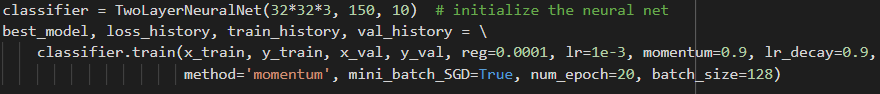 classifier = TwoLayerNeuralNet(32*32*3, 150, 10)  # initialize the neural net
best_model, loss_history, train_history, val_history = \
    classifier.train(x_train, y_train, x_val, y_val, reg=0.0001, lr=1e-3, momentum=0.9, lr_decay=0.9,
                     method='momentum', mini_batch_SGD=True, num_epoch=20, batch_size=128)